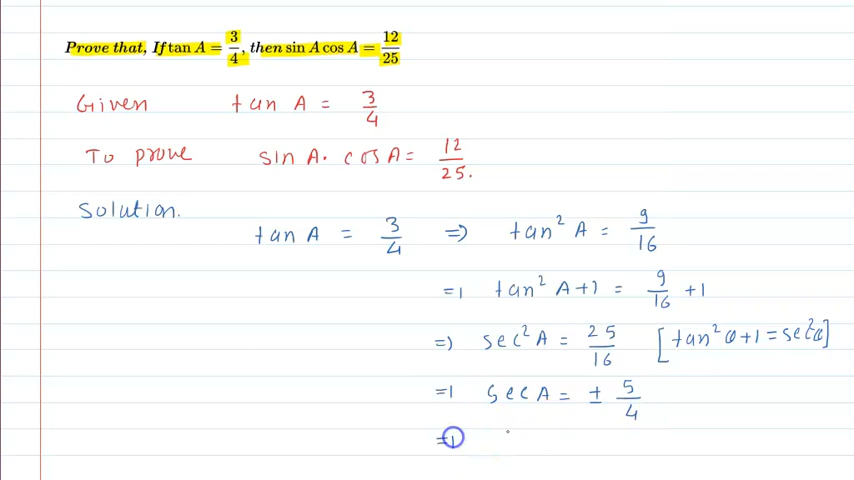 Prove that, If tan A = 3/4, then sin A cos A = 12/25
Given tan A = 3/4
To prove sin A. cos A = 12/25.
Solution.
tan A = 3/4 => tan² A = 9/16
=> tan² A+1 = 9/16 +1
=> sec² A = 25/16 [tan² θ+1 = sec²θ]
=> sec A = ± 5/4
=>